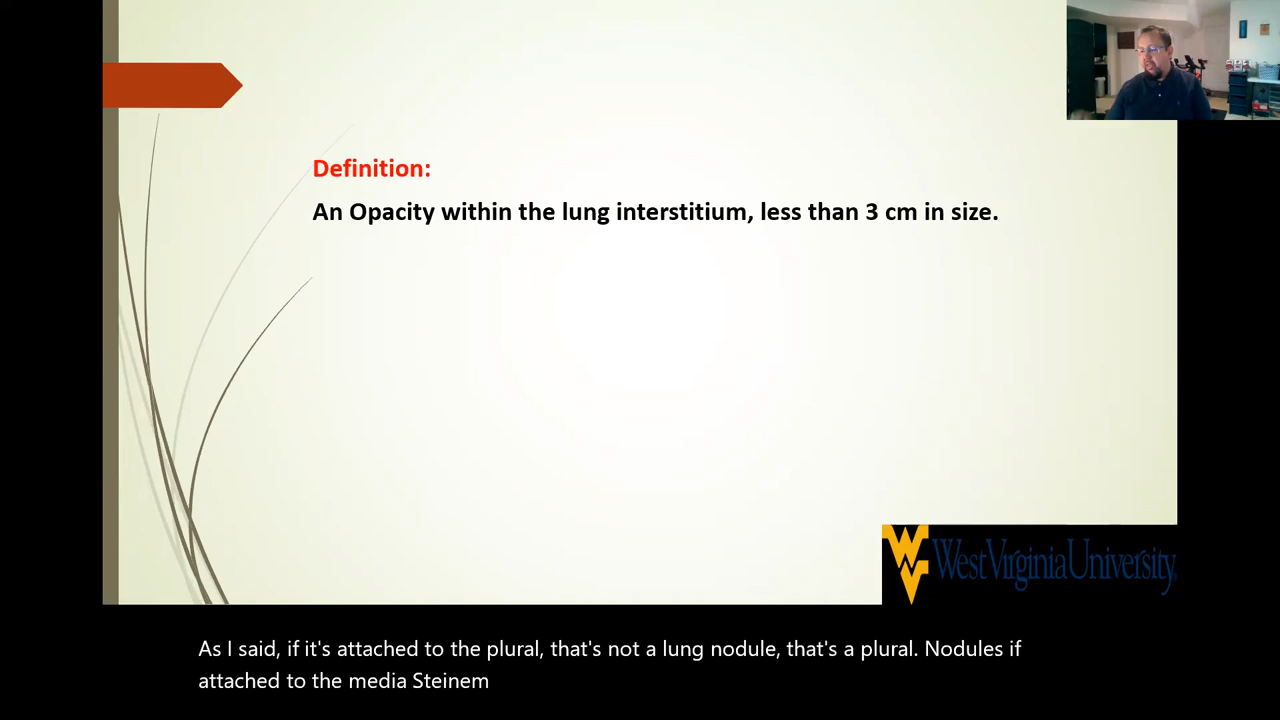 Definition:
An Opacity within the lung interstitium, less than 3 cm in size.
WV
WestVirginiaUniversity
As I said, if it's attached to the plural, that's not a lung nodule, that's a plural. Nodules if
attached to the media Steinem